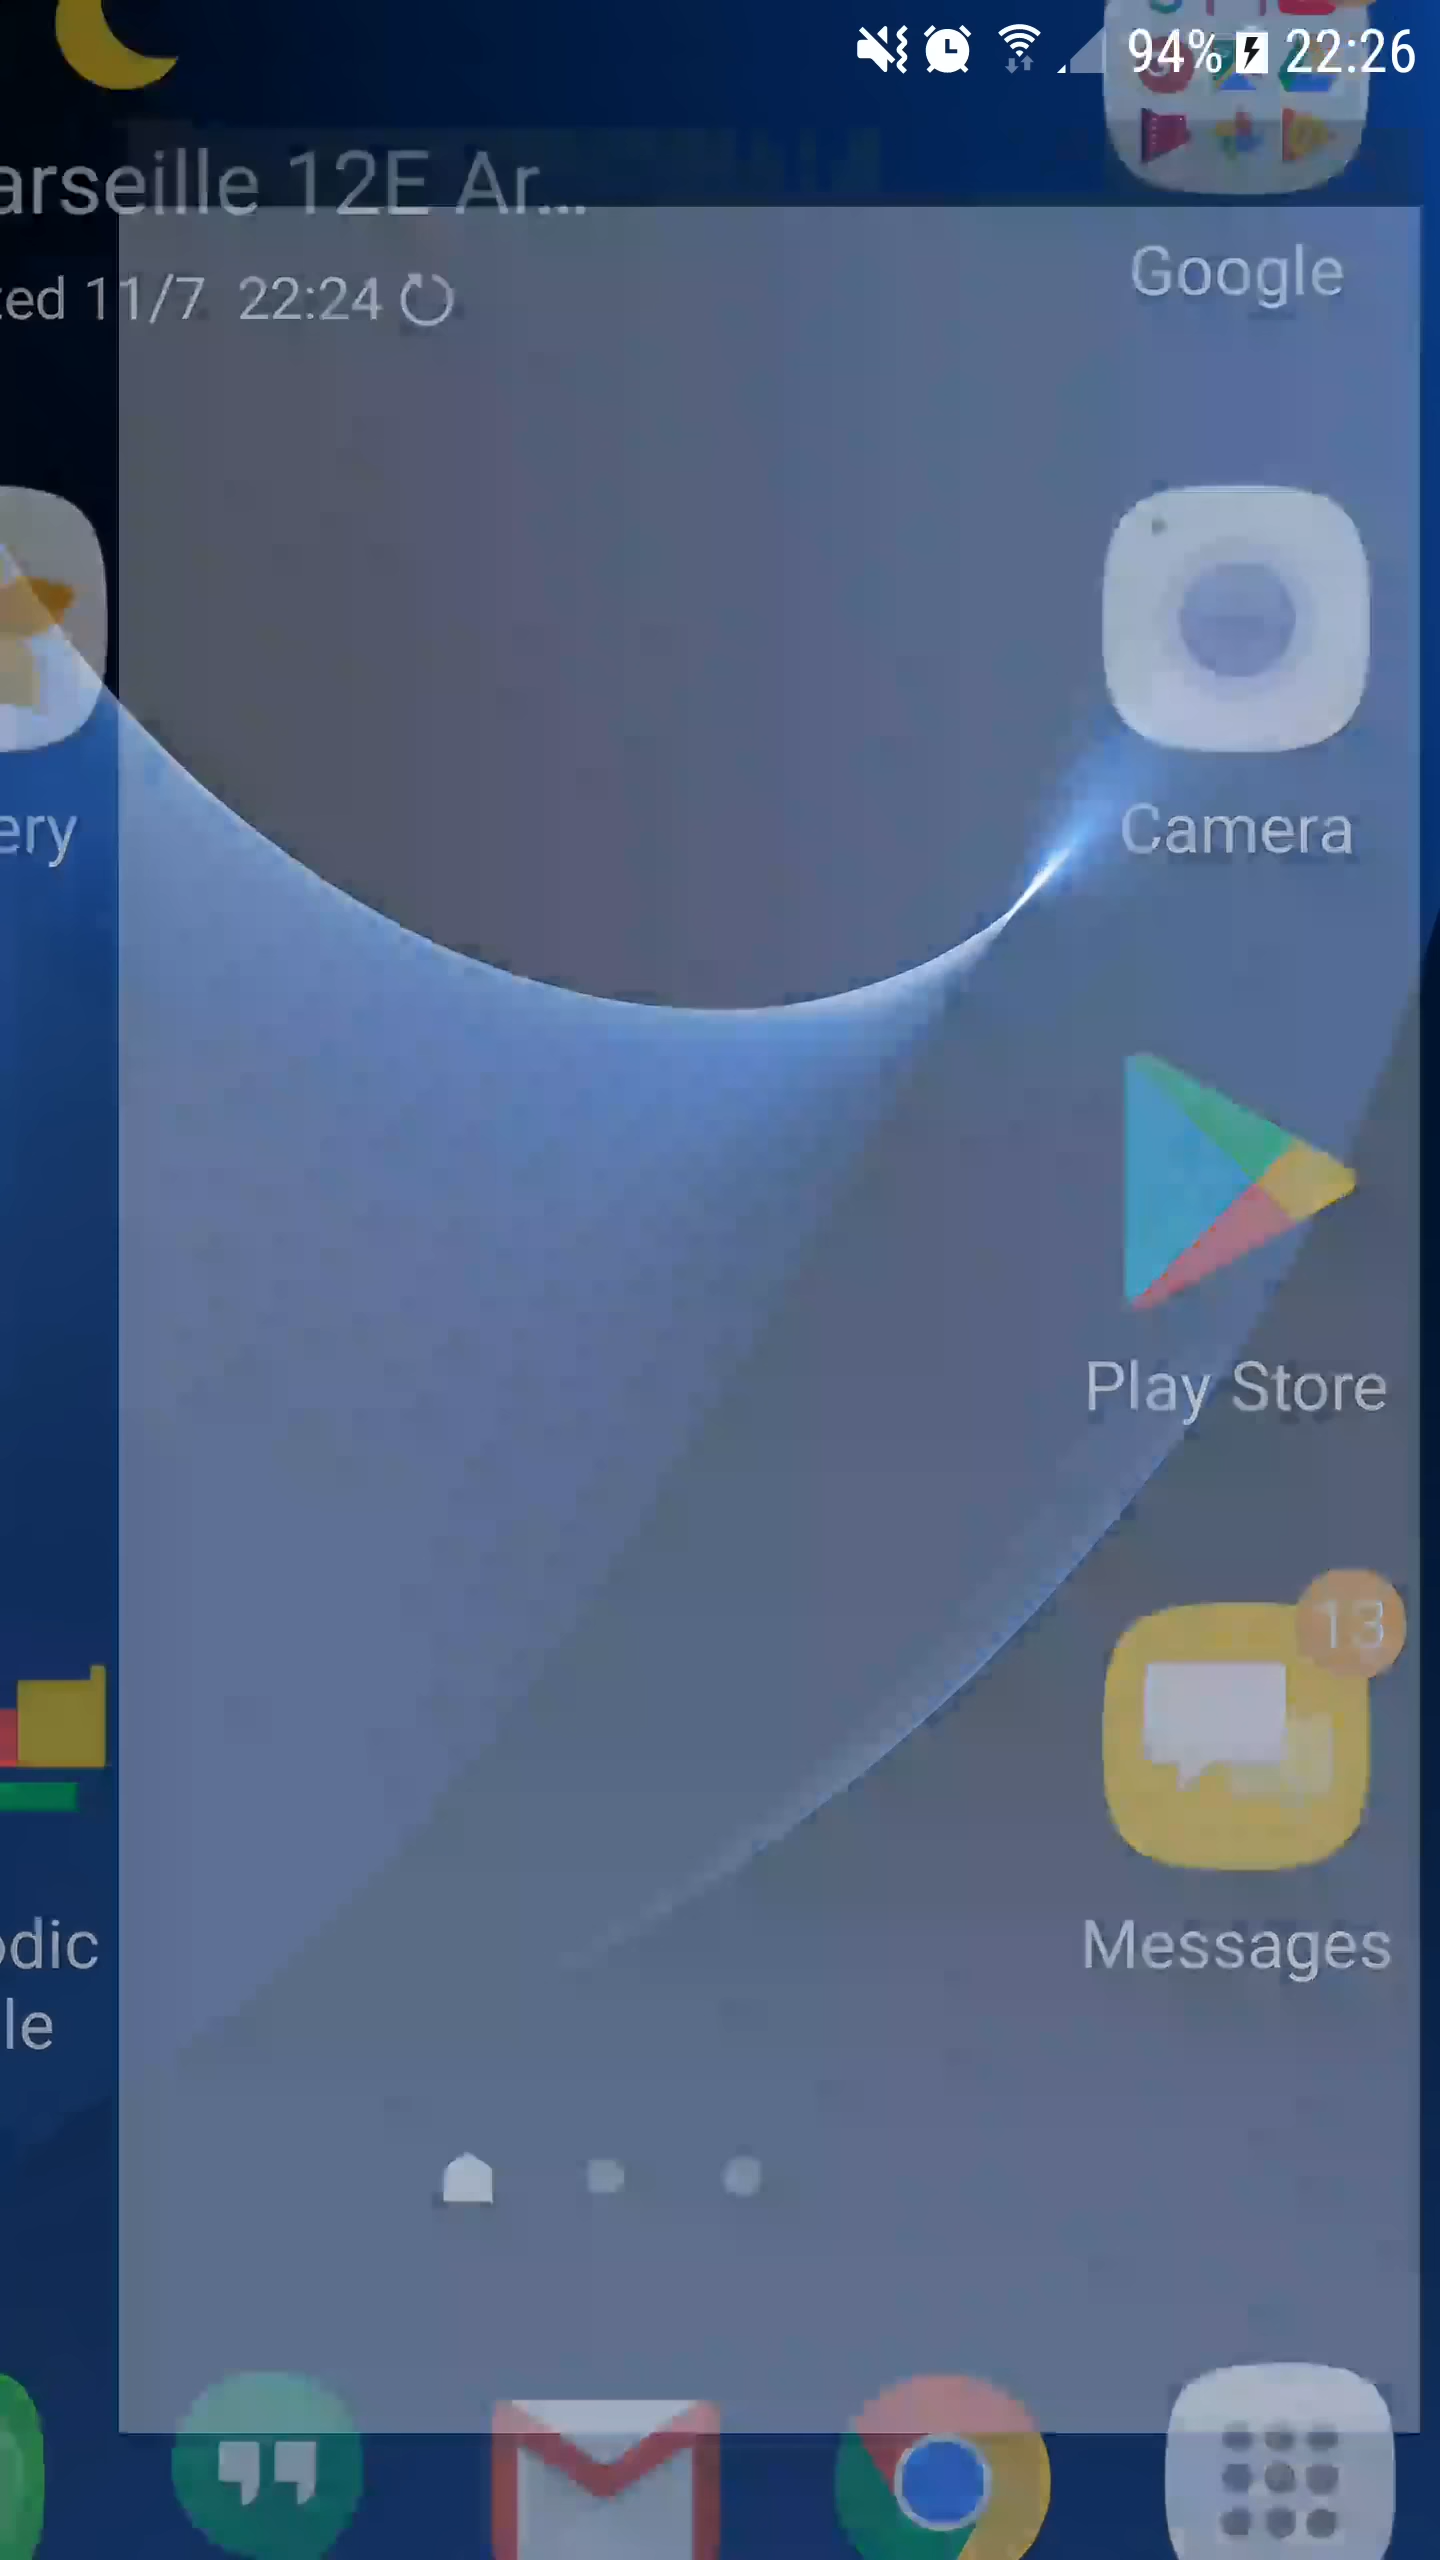 94% 22:26
arseille 12E Ar...
ed 11/7 22:24
Google
ery
Camera
Play Store
13
Messages
odic
le